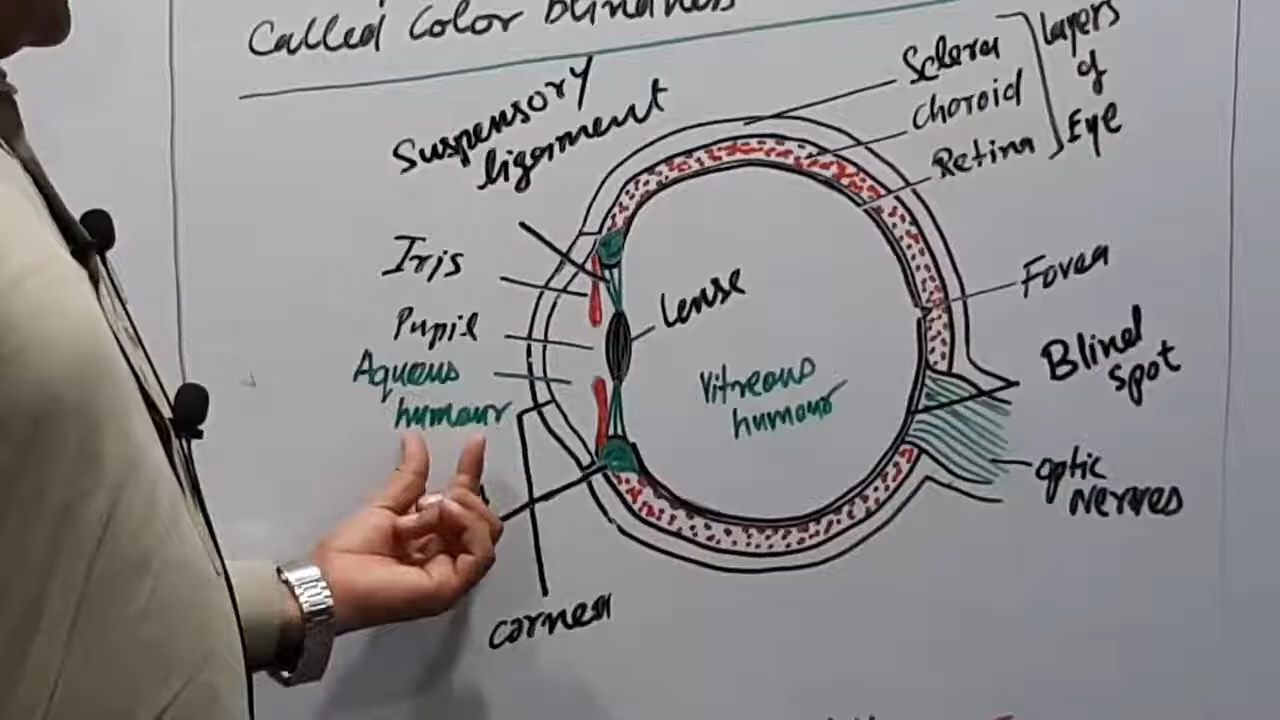 Called Color Blindness
Suspensory
ligament
Sclera
Choroid
Retina
Layers
of
Eye
Iris
Pupil
Aqueous
humour
Lense
Vitreous
humour
Fovea
Blind
spot
optic
nerves
cornea